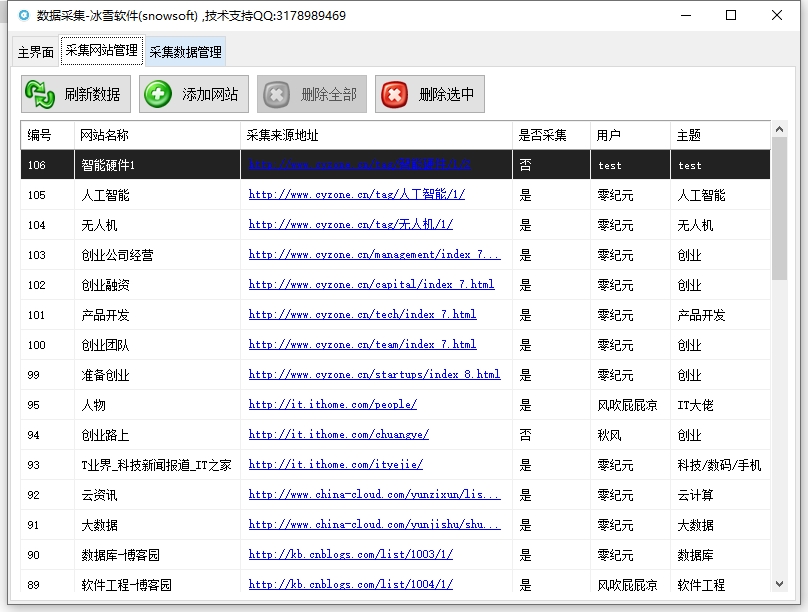 数据采集-冰雪软件(snowsoft) ,技术支持QQ:3178989469
主界面 采集网站管理 采集数据管理
刷新数据 添加网站 删除全部 删除选中
编号 网站名称 采集来源地址 是否采集 用户 主题
106 智能硬件1 否 test test
105 人工智能 http://www.cyzone.cn/tag/人工智能/1/ 是 零纪元 人工智能
104 无人机 http://www.cyzone.cn/tag/无人机/1/ 是 零纪元 无人机
103 创业公司经营 http://www.cyzone.cn/management/index_7... 是 零纪元 创业
102 创业融资 http://www.cyzone.cn/capital/index_7.html 是 零纪元 创业
101 产品开发 http://www.cyzone.cn/tech/index_7.html 是 零纪元 产品开发
100 创业团队 http://www.cyzone.cn/team/index_7.html 是 零纪元 创业
99 准备创业 http://www.cyzone.cn/startups/index_8.html 是 零纪元 创业
95 人物 http://it.ithome.com/people/ 是 风吹屁屁凉 IT大佬
94 创业路上 http://it.ithome.com/chuangye/ 否 秋风 创业
93 T业界_科技新闻报道_IT之家 http://it.ithome.com/ityejie/ 是 零纪元 科技/数码/手机
92 云资讯 http://www.china-cloud.com/yunzixun/lis... 是 零纪元 云计算
91 大数据 http://www.china-cloud.com/yunjishu/shu... 是 零纪元 大数据
90 数据库-博客园 http://kb.cnblogs.com/list/1003/1/ 是 零纪元 数据库
89 软件工程-博客园 http://kb.cnblogs.com/list/1004/1/ 是 风吹屁屁凉 软件工程